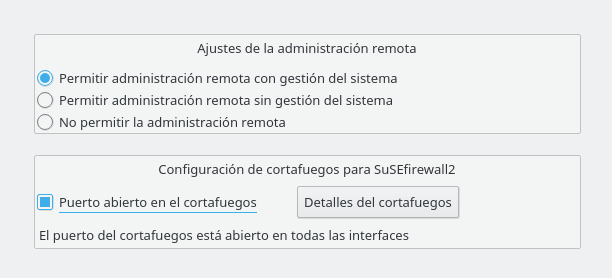 Ajustes de la administración remota
Permitir administración remota con gestión del sistema
Permitir administración remota sin gestión del sistema
No permitir la administración remota
Configuración de cortafuegos para SuSEfirewall2
Puerto abierto en el cortafuegos
Detalles del cortafuegos
El puerto del cortafuegos está abierto en todas las interfaces